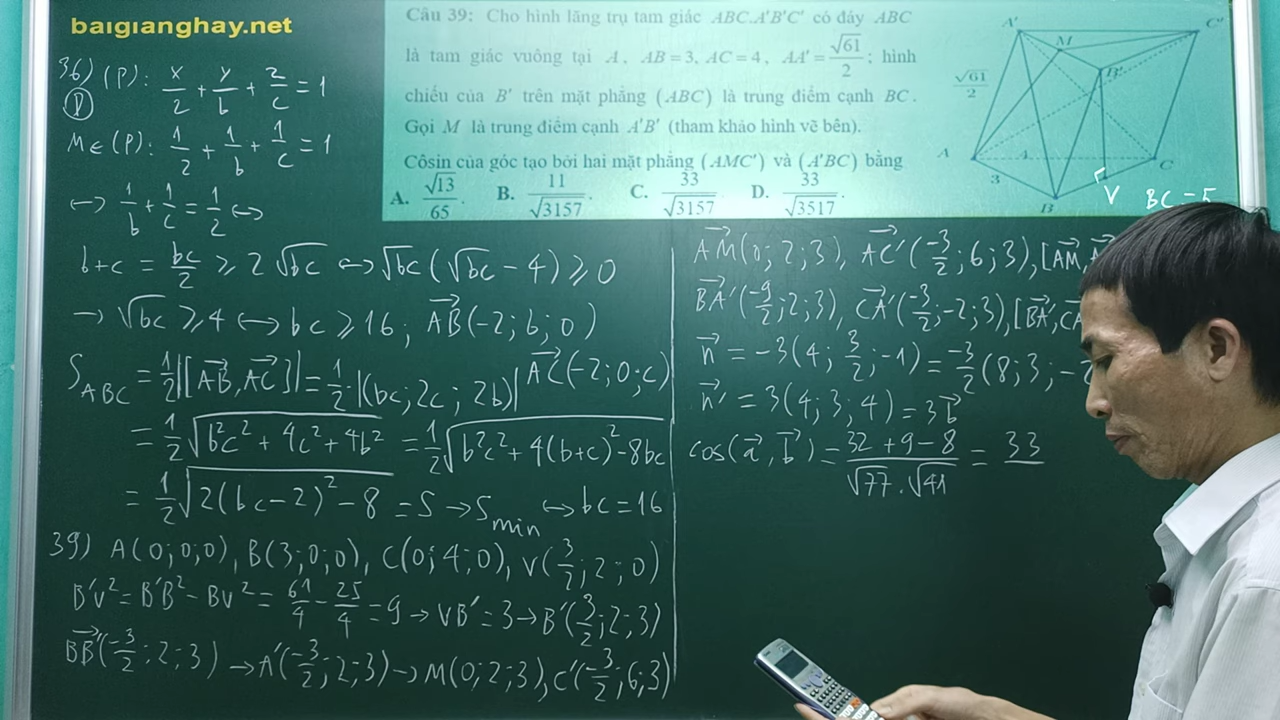 baigianghay.net
Câu 39: Cho hình lăng trụ tam giác ABC.A'B'C' có đáy ABC
là tam giác vuông tại A, AB = 3, AC = 4, AA' = √61/2; hình
chiếu của B' trên mặt phẳng (ABC) là trung điểm cạnh BC.
Gọi M là trung điểm cạnh A'B' (tham khảo hình vẽ bên).
Côsin của góc tạo bởi hai mặt phẳng (AMC') và (A'BC) bằng
A. √13/65. B. 11/√3157. C. 33/√3157. D. 33/√3517.
A' C'
M
B'
√61/2
A 4 C
3
B
V BC = 5
36) (P): x/2 + y/b + z/c = 1
D
M∈(P): 1/2 + 1/b + 1/c = 1
↔ 1/b + 1/c = 1/2 ↔
b+c = bc/2 ≥ 2√bc ↔ √bc(√bc − 4) ≥ 0
→ √bc ≥ 4 ↔ bc ≥ 16; AB(-2; b; 0)
S ABC = 1/2|[AB, AC]| = 1/2.|(bc; 2c; 2b)| AC(-2; 0; c)
= 1/2√b²c² + 4c² + 4b² = 1/2√b²c² + 4(b+c)² − 8bc
= 1/2√2(bc−2)² − 8 = S → S min ↔ bc = 16
39) A(0;0;0), B(3;0;0), C(0;4;0), V(3/2; 2; 0)
B'V² = B'B² − BV² = 61/4 − 25/4 = 9 → VB' = 3 → B'(3/2; 2; 3)
BB'(-3/2; 2; 3) → A'(-3/2; 2; 3) → M(0; 2; 3), C'(-3/2; 6; 3)
AM(0; 2; 3), AC'(-3/2; 6; 3), [AM,
BA'(-9/2; 2; 3), CA'(-3/2; -2; 3), [BA',
n = -3(4; 3/2; -1) = -3/2(8; 3; -2
n' = 3(4; 3; 4) = 3b
cos(a, b) = 32 + 9 − 8/√77.√41 = 33